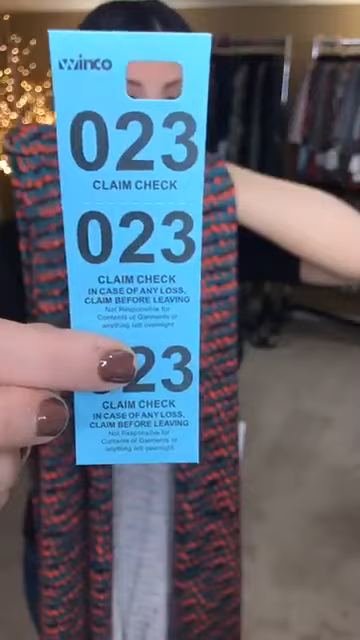 winco
023
CLAIM CHECK
023
CLAIM CHECK
IN CASE OF ANY LOSS,
CLAIM BEFORE LEAVING
Not Responsible for
Contents of Garments or
anything left overnight
23
CLAIM CHECK
IN CASE OF ANY LOSS,
CLAIM BEFORE LEAVING
Not Responsible for
Contents of Garments or
anything left overnight